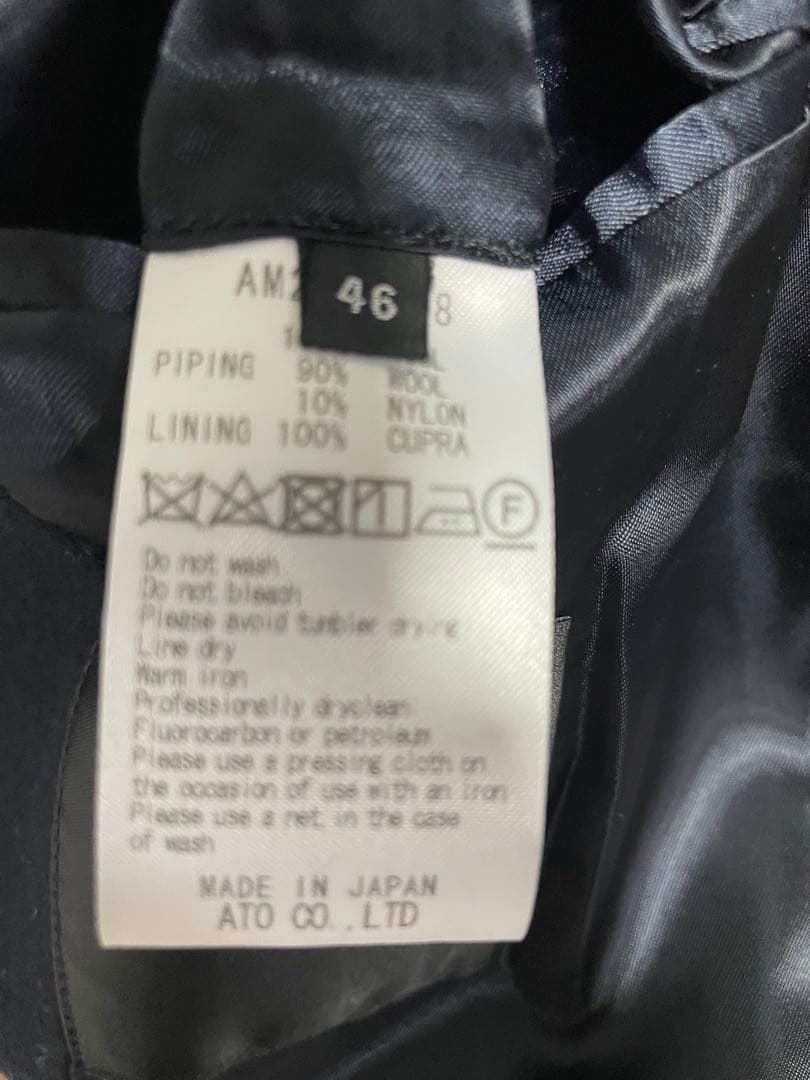 46
8
PIPING 90% WOOL
10% NYLON
LINING 100% CUPRA
F
Do not wash
Do not bleach
Please avoid tumbler drying
Line dry
Warm iron
Professionally dryclean
Fluorocarbon or petroleum
Please use a pressing cloth on
the occasion of use with an iron
Please use a net, in the case
of wash
MADE IN JAPAN
ATO CO.,LTD